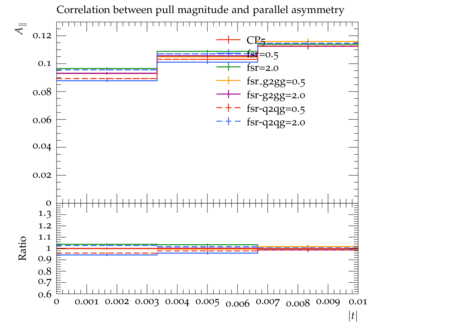 Correlation between pull magnitude and parallel asymmetry
A∥
0.12
0.1
0.08
0.06
0.04
0.02
0
CP5
fsr=0.5
fsr=2.0
fsr_g2gg=0.5
fsr-g2gg=2.0
fsr-q2qg=0.5
fsr-q2qg=2.0
Ratio
1.3
1.2
1.1
1
0.9
0.8
0.7
0.6
0 0.001 0.002 0.003 0.004 0.005 0.006 0.007 0.008 0.009 0.01
|t|